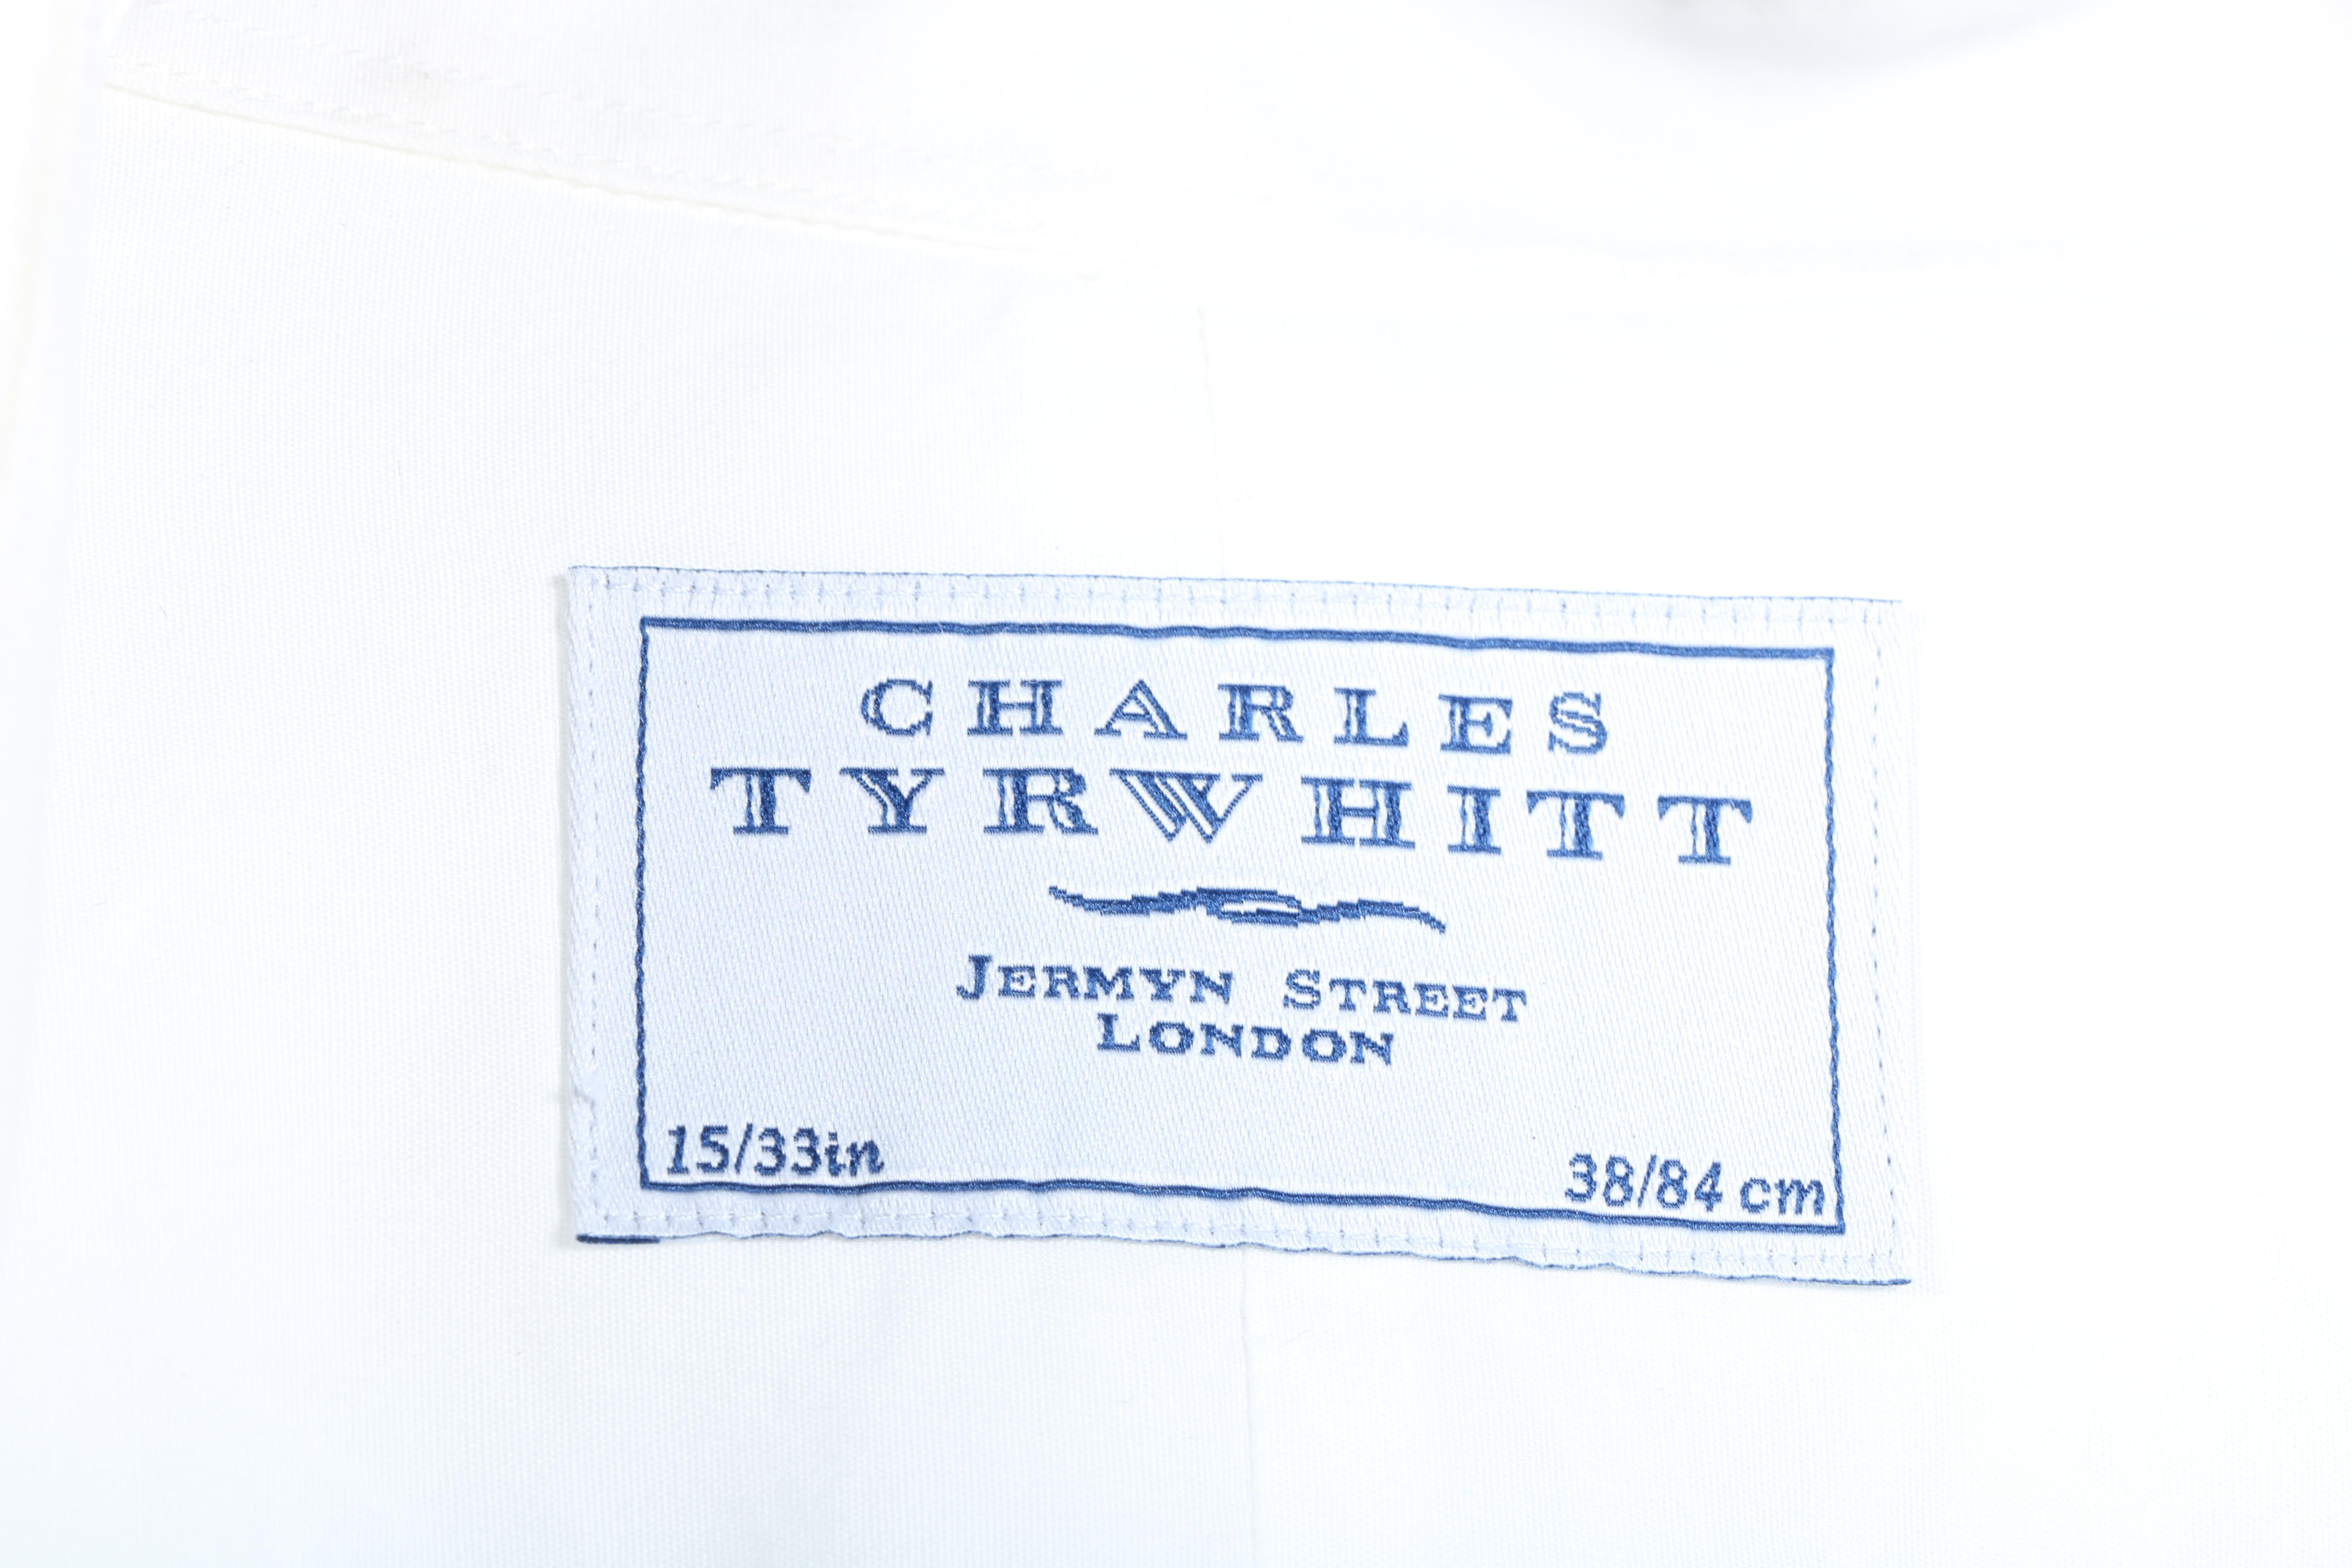 CHARLES
TYRWHITT
JERMYN STREET
LONDON
15/33in 38/84 cm